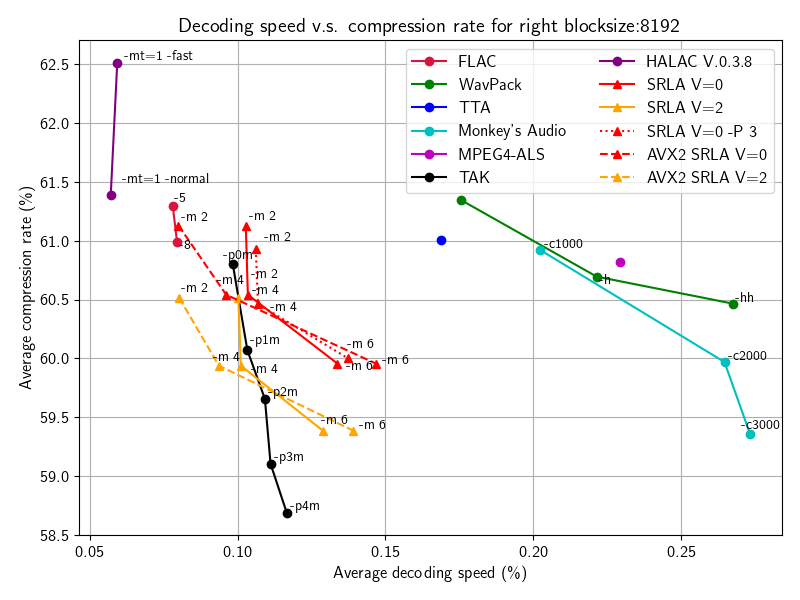 Decoding speed v.s. compression rate for right blocksize:8192
Average compression rate (%)
62.5
62.0
61.5
61.0
60.5
60.0
59.5
59.0
58.5
0.05
0.10
0.15
0.20
0.25
Average decoding speed (%)
FLAC
WavPack
TTA
Monkey's Audio
MPEG4-ALS
TAK
HALAC V.0.3.8
SRLA V=0
SRLA V=2
SRLA V=0 -P 3
AVX2 SRLA V=0
AVX2 SRLA V=2
-mt=1 -fast
-mt=1 -normal
-5
-m 2
-m 2
-m 2
-8
-p0m
-c1000
-m 2
-m 4
-h
-m 2
-m 4
-hh
-m 4
-p1m
-m 6
-m 4
-m 6
-c2000
-m 4
-m 6
-p2m
-m 6
-m 6
-c3000
-p3m
-p4m